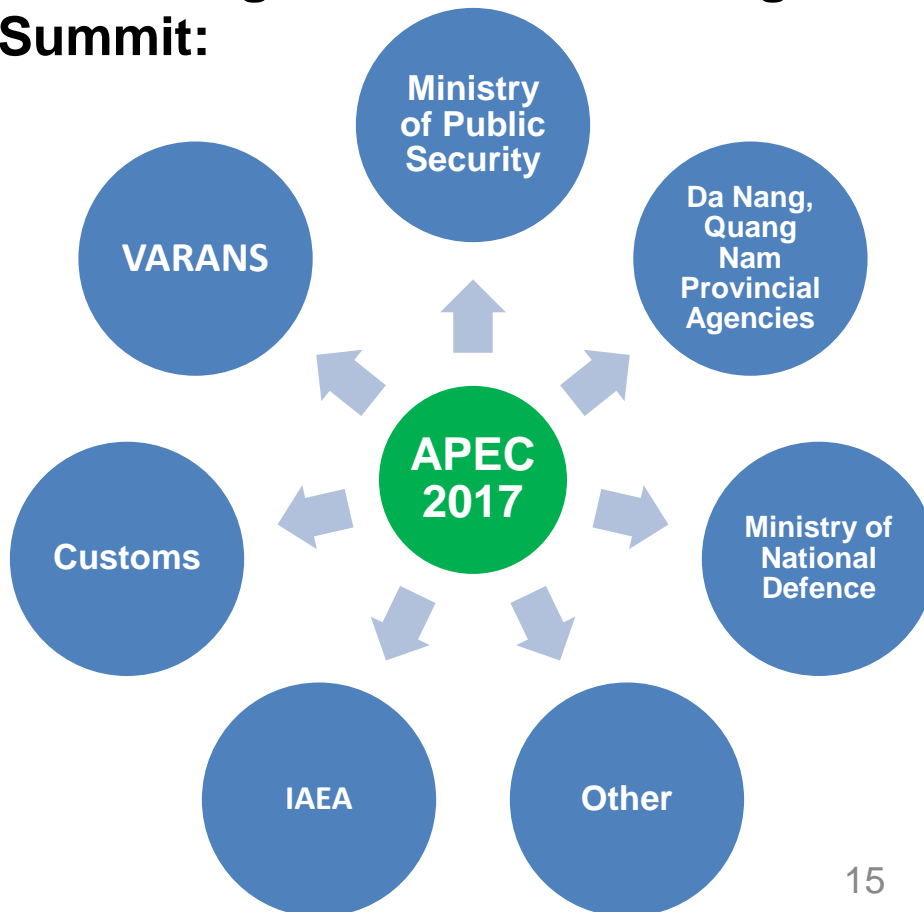 Summit:
Ministry
of Public
Security
Da Nang,
Quang
Nam
Provincial
Agencies
VARANS
APEC
2017
Ministry of
National
Defence
Customs
IAEA
Other
15